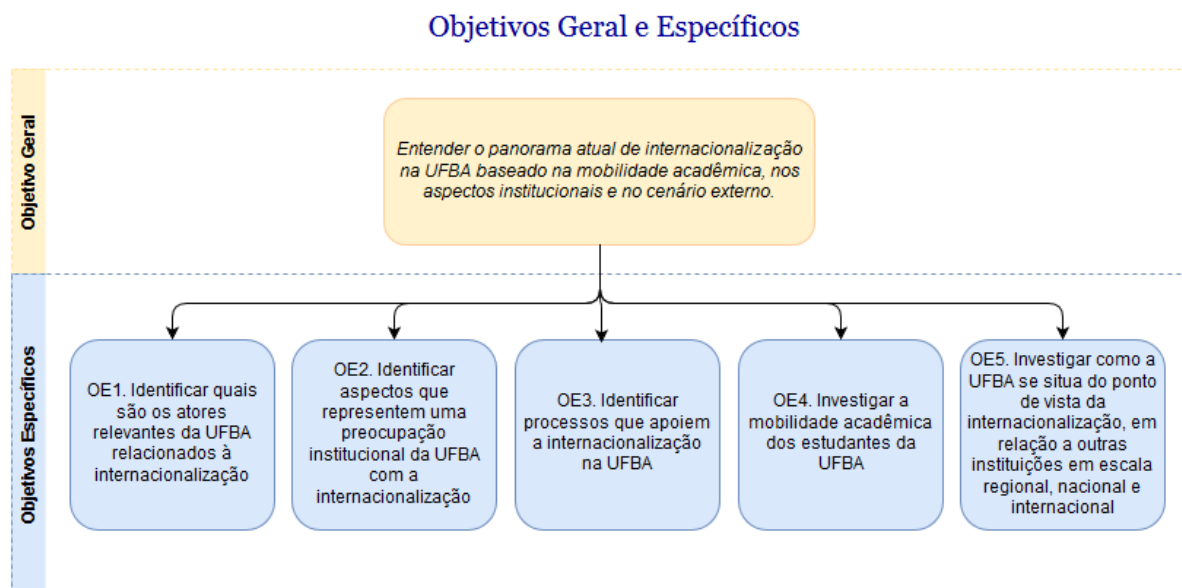 Objetivos Geral e Específicos
Objetivo Geral
Entender o panorama atual de internacionalização
na UFBA baseado na mobilidade acadêmica, nos
aspectos institucionais e no cenário externo.
Objetivos Específicos
OE1. Identificar quais
são os atores
relevantes da UFBA
relacionados à
internacionalização
OE2. Identificar
aspectos que
representem uma
preocupação
institucional da UFBA
com a
internacionalização
OE3. Identificar
processos que apoiem
a internacionalização
na UFBA
OE4. Investigar a
mobilidade acadêmica
dos estudantes da
UFBA
OE5. Investigar como a
UFBA se situa do ponto
de vista da
internacionalização, em
relação a outras
instituições em escala
regional, nacional e
internacional